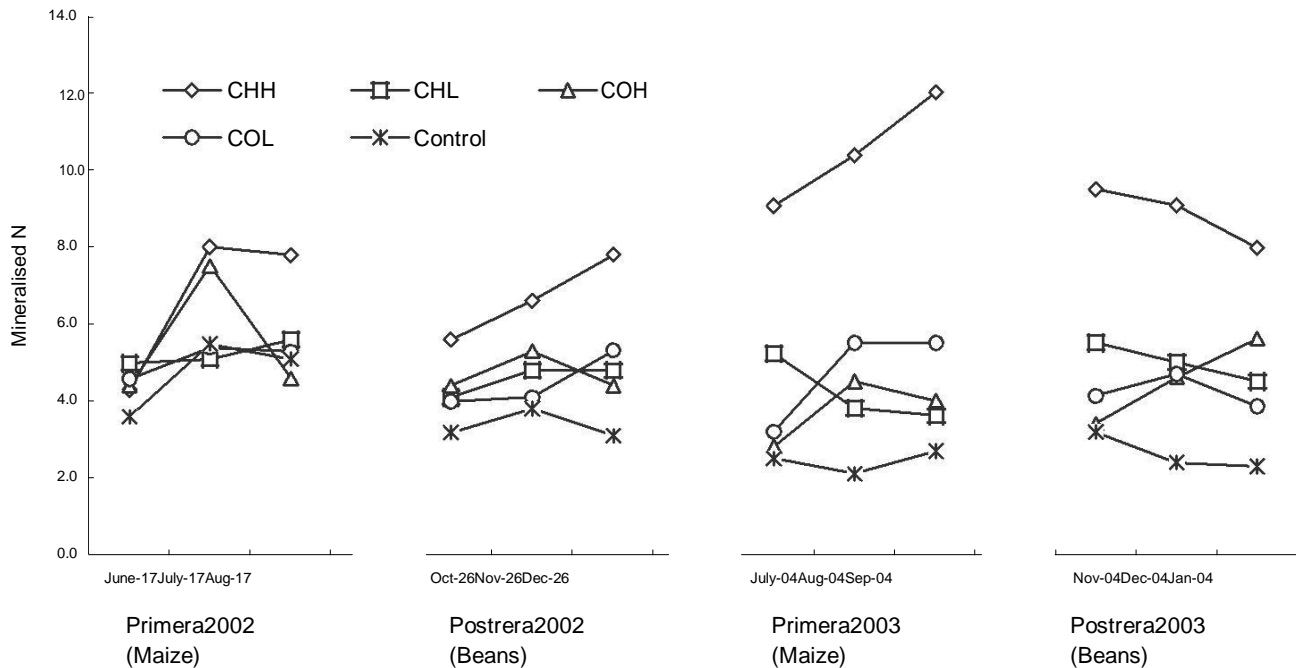 14.0
12.0
10.0
8.0
6.0
4.0
2.0
0.0
Mineralised N
CHH CHL COH
COL Control
June-17July-17Aug-17 Oct-26Nov-26Dec-26 July-04Aug-04Sep-04 Nov-04Dec-04Jan-04
Primera2002 Postrera2002 Primera2003 Postrera2003
(Maize) (Beans) (Maize) (Beans)